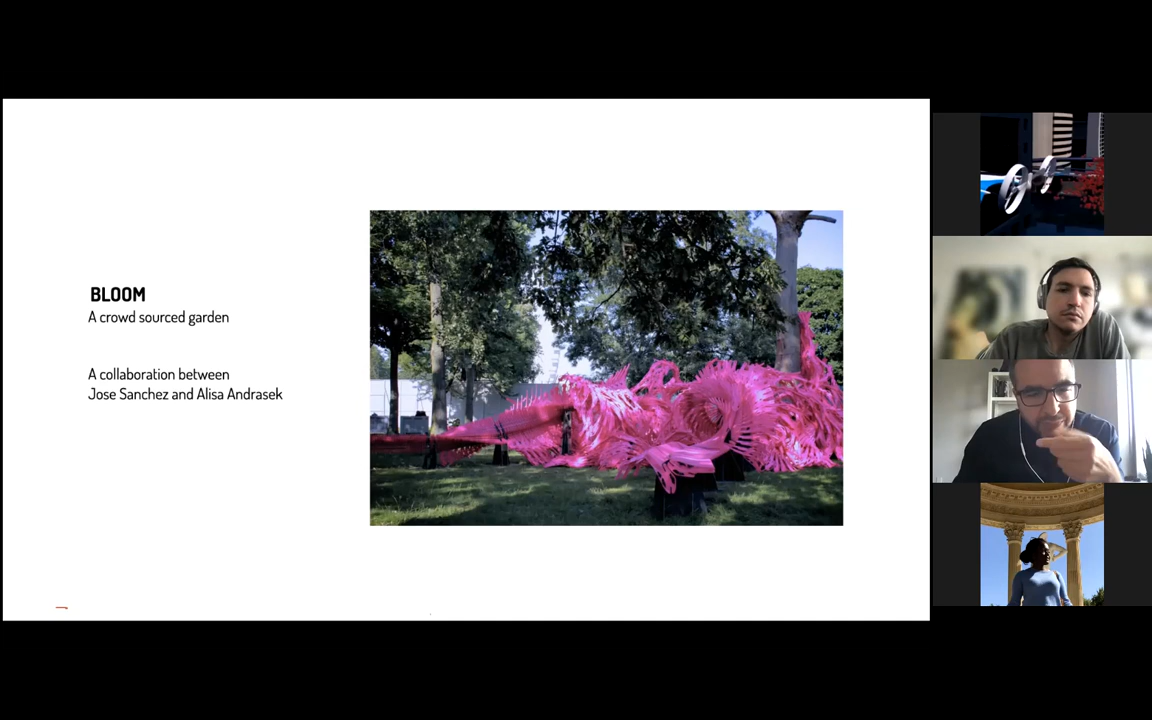 BLOOM
A crowd sourced garden
A collaboration between
Jose Sanchez and Alisa Andrasek